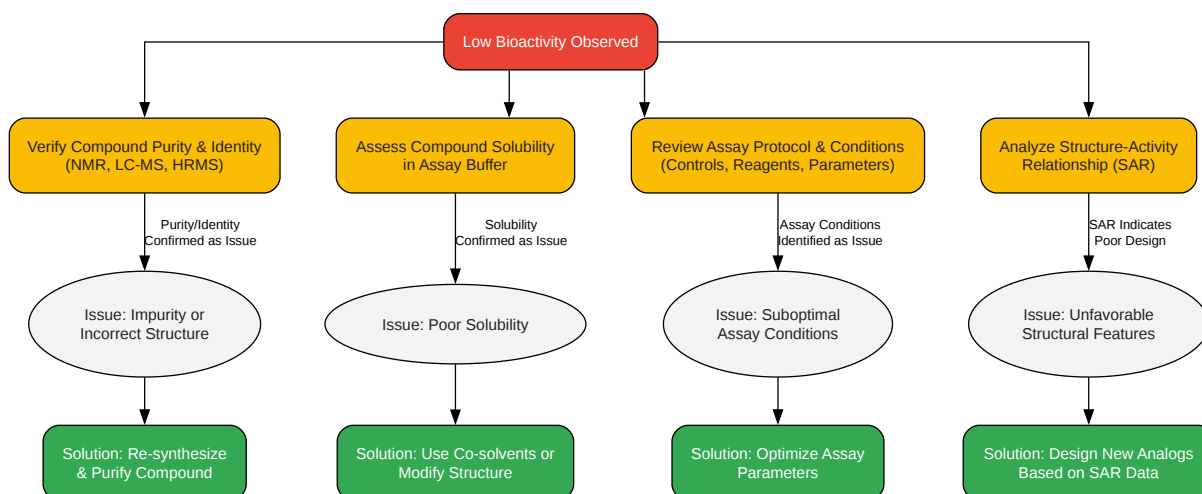 Low Bioactivity Observed
Verify Compound Purity & Identity
(NMR, LC-MS, HRMS)
Assess Compound Solubility
in Assay Buffer
Review Assay Protocol & Conditions
(Controls, Reagents, Parameters)
Analyze Structure-Activity
Relationship (SAR)
Purity/Identity
Confirmed as Issue
Solubility
Confirmed as Issue
Assay Conditions
Identified as Issue
SAR Indicates
Poor Design
Issue: Impurity or
Incorrect Structure
Issue: Poor Solubility
Issue: Suboptimal
Assay Conditions
Issue: Unfavorable
Structural Features
Solution: Re-synthesize
& Purify Compound
Solution: Use Co-solvents or
Modify Structure
Solution: Optimize Assay
Parameters
Solution: Design New Analogs
Based on SAR Data